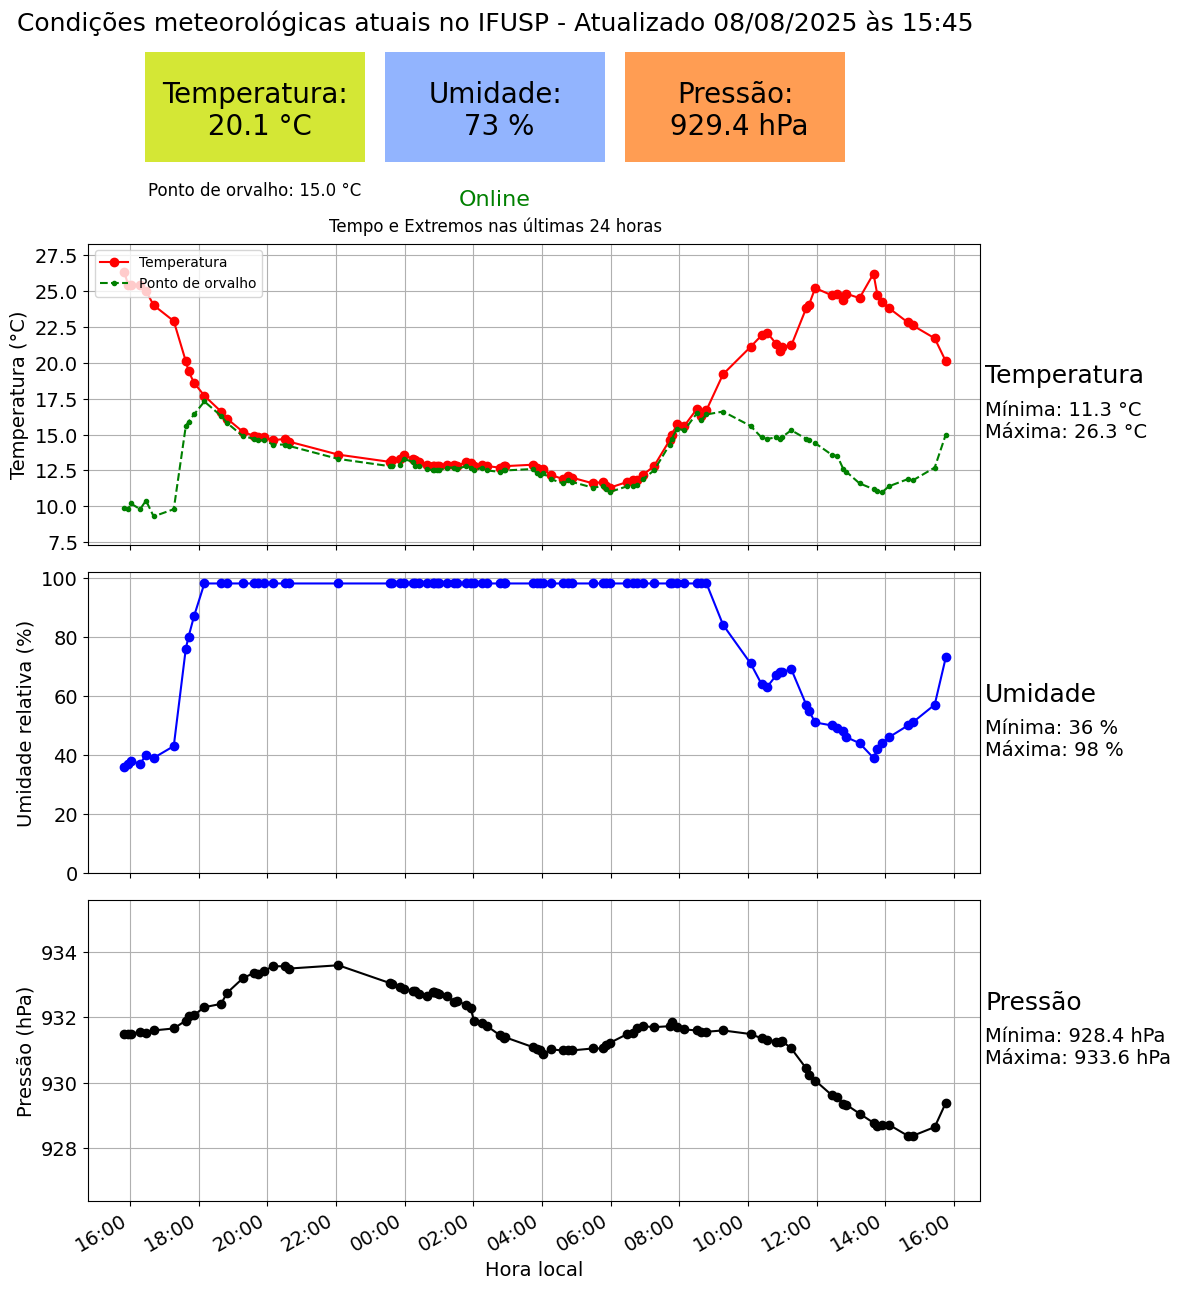 Condições meteorológicas atuais no IFUSP - Atualizado 08/08/2025 às 15:45
Temperatura:
20.1 °C
Umidade:
73 %
Pressão:
929.4 hPa
Ponto de orvalho: 15.0 °C
Online
Tempo e Extremos nas últimas 24 horas
Temperatura
Ponto de orvalho
Temperatura (°C)
27.5
25.0
22.5
20.0
17.5
15.0
12.5
10.0
7.5
Temperatura
Mínima: 11.3 °C
Máxima: 26.3 °C
Umidade relativa (%)
100
80
60
40
20
0
Umidade
Mínima: 36 %
Máxima: 98 %
Pressão (hPa)
934
932
930
928
Pressão
Mínima: 928.4 hPa
Máxima: 933.6 hPa
16:00
18:00
20:00
22:00
00:00
02:00
04:00
06:00
08:00
10:00
12:00
14:00
16:00
Hora local